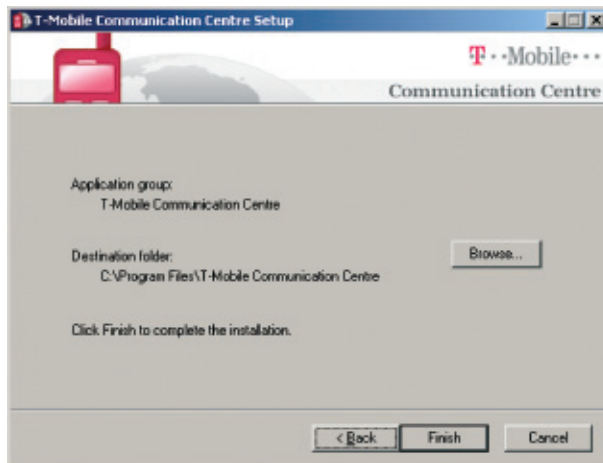 T-Mobile Communication Centre Setup
T··Mobile···
Communication Centre
Application group:
T-Mobile Communication Centre
Destination folder:
Browse...
C:\Program Files\T-Mobile Communication Centre
Click Finish to complete the installation.
< Back
Finish
Cancel